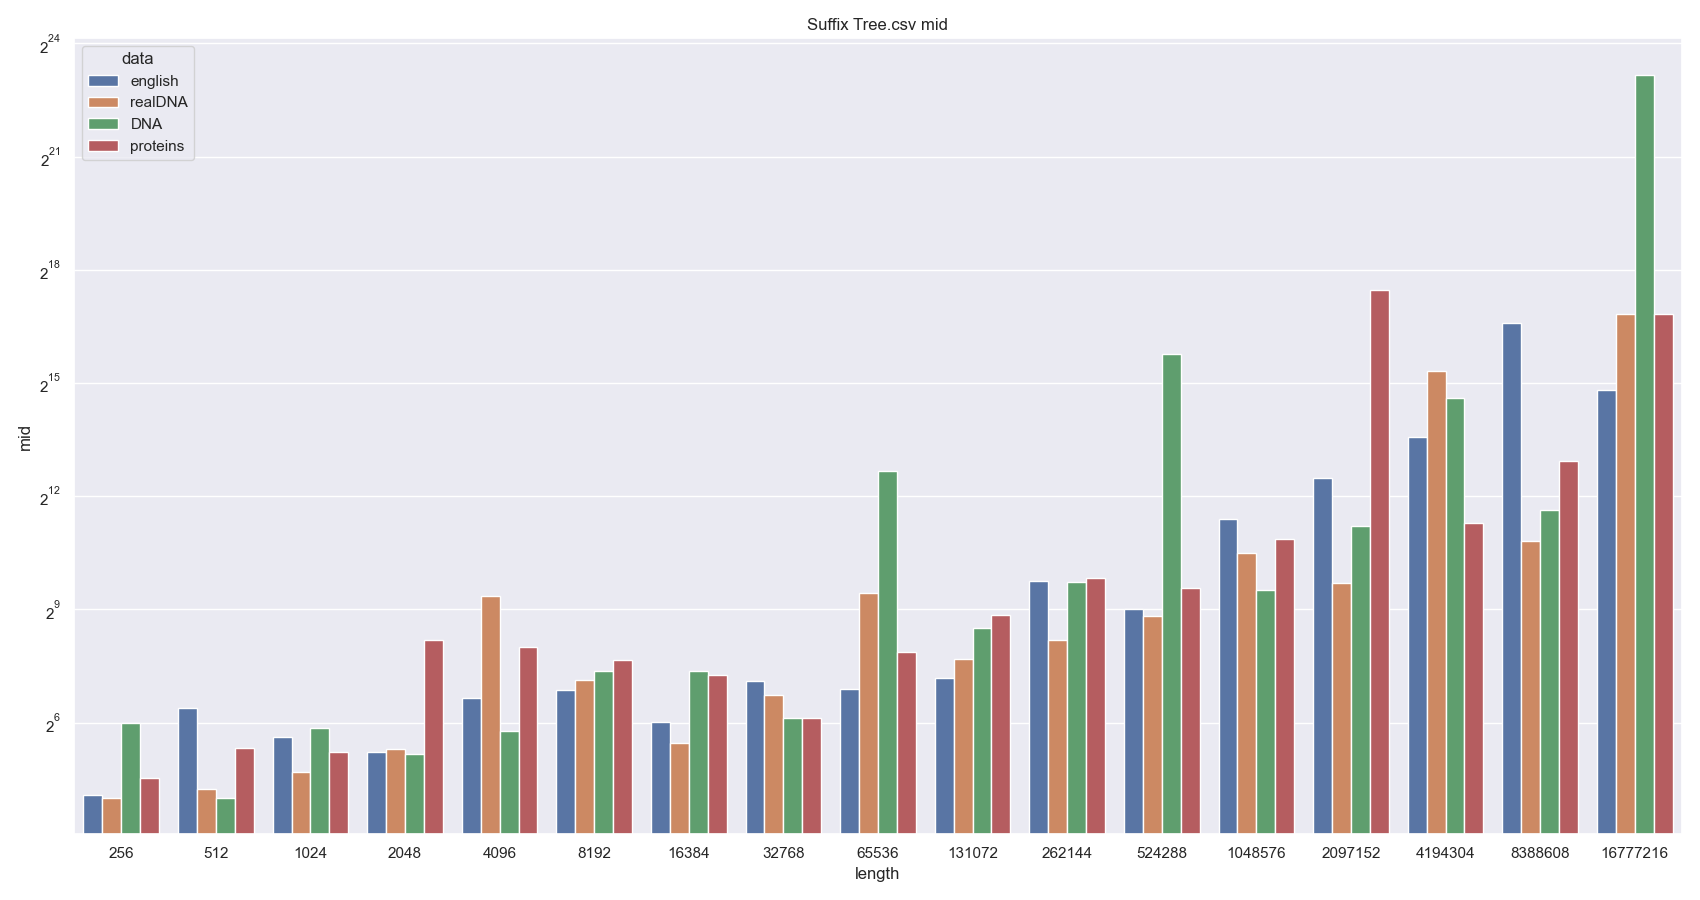 Suffix Tree.csv mid
data
english
realDNA
DNA
proteins
2^24
2^21
2^18
2^15
2^12
2^9
2^6
mid
256 512 1024 2048 4096 8192 16384 32768 65536 131072 262144 524288 1048576 2097152 4194304 8388608 16777216
length